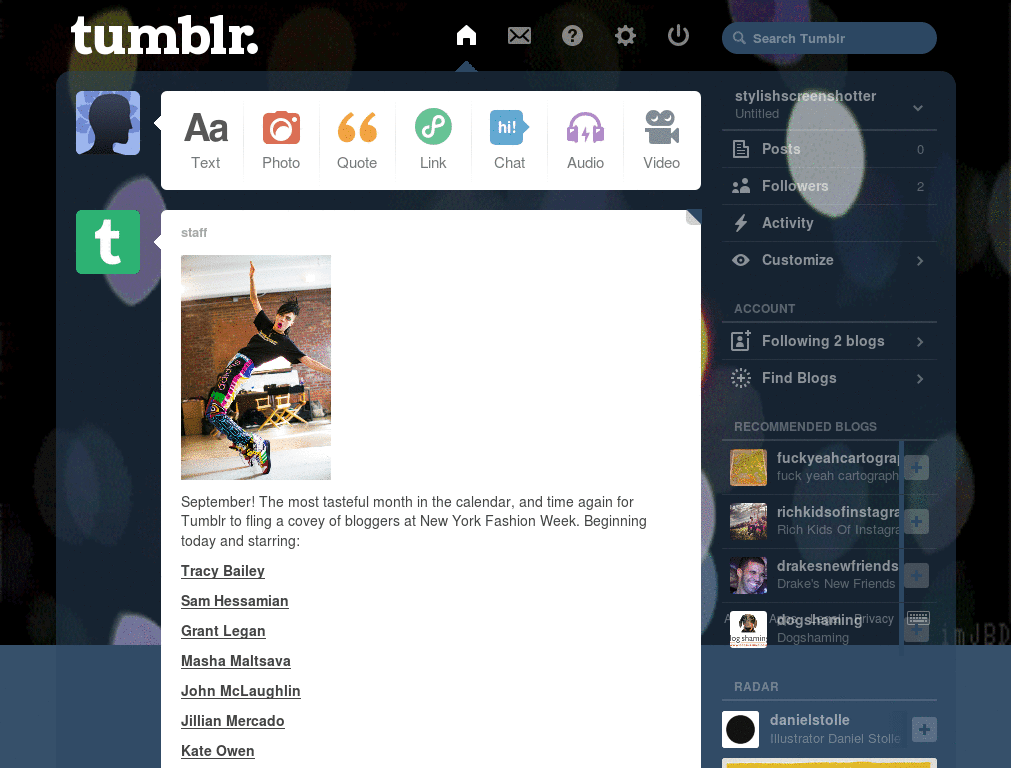 tumblr.
Search Tumblr
Aa
Text
Photo
Quote
Link
hi!
Chat
Audio
Video
stylishscreenshotter
Untitled
Posts 0
Followers 2
Activity
Customize
ACCOUNT
Following 2 blogs
Find Blogs
RECOMMENDED BLOGS
fuckyeahcartogra
fuck yeah cartograph
richkidsofinstagra
Rich Kids Of Instagra
drakesnewfriends
Drake's New Friends
dogshaming
Dogshaming
Legal Privacy
RADAR
danielstolle
Illustrator Daniel Stolle
t
staff
September! The most tasteful month in the calendar, and time again for
Tumblr to fling a covey of bloggers at New York Fashion Week. Beginning
today and starring:
Tracy Bailey
Sam Hessamian
Grant Legan
Masha Maltsava
John McLaughlin
Jillian Mercado
Kate Owen